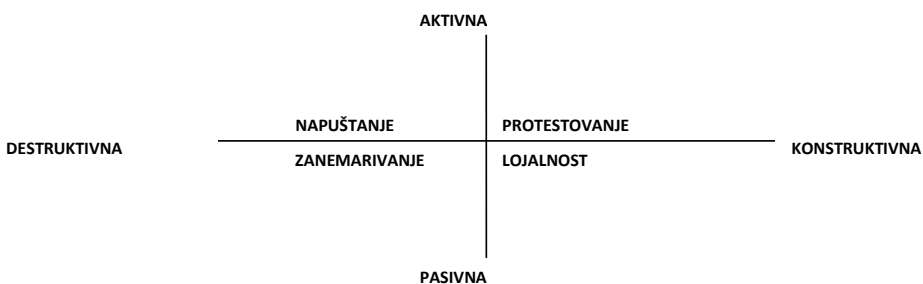 AKTIVNA
NAPUŠTANJE PROTESTOVANJE
DESTRUKTIVNA KONSTRUKTIVNA
ZANEMARIVANJE LOJALNOST
PASIVNA